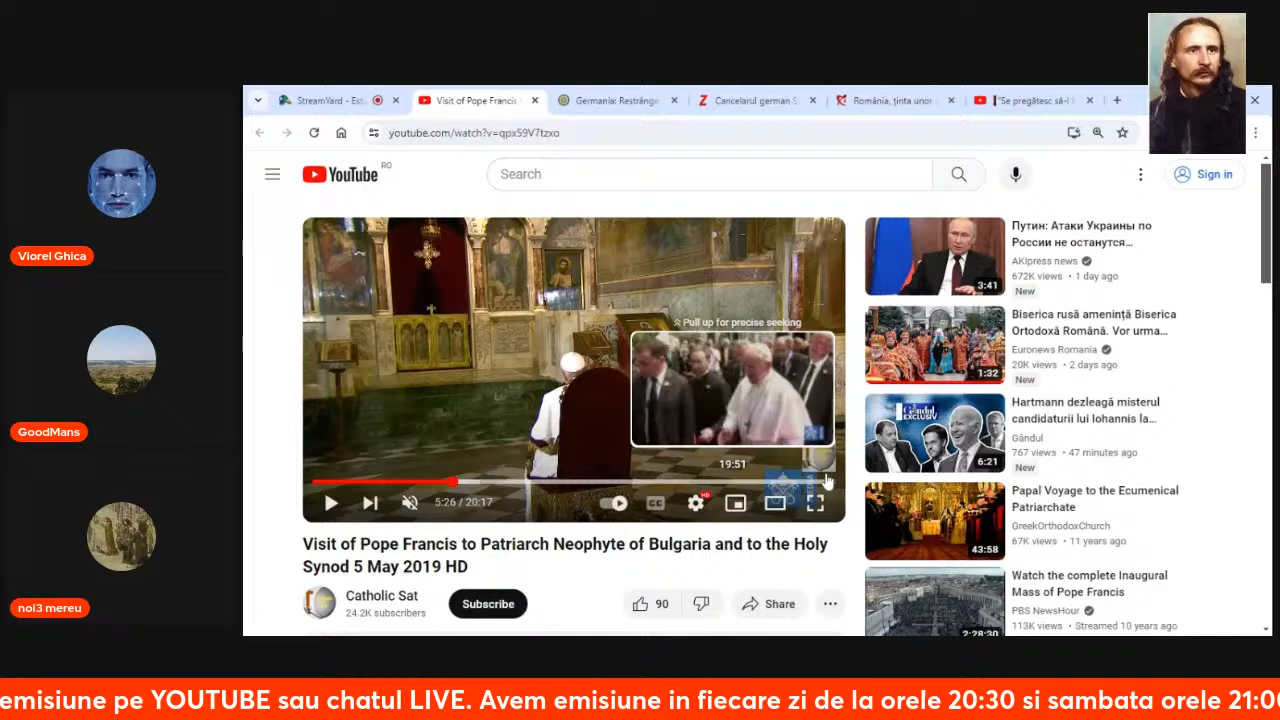 StreamYard - Est
Visit of Pope Francis
Germania: Restrânge
Cancelarul german S
România, ținta unor
"Se pregătesc să-l
youtube.com/watch?v=qpx59V7tzxo
YouTube RO
Search
Sign in
Viorel Ghica
GoodMans
noi3 mereu
Pull up for precise seeking
19:51
5:26 / 20:17
CC
HD
Visit of Pope Francis to Patriarch Neophyte of Bulgaria and to the Holy
Synod 5 May 2019 HD
Catholic Sat
24.2K subscribers
Subscribe
90
Share
3:41
Путин: Атаки Украины по
России не останутся...
AKIpress news
672K views • 1 day ago
New
1:32
Biserica rusă amenință Biserica
Ortodoxă Română. Vor urma...
Euronews Romania
20K views • 2 days ago
New
Gândul
EXCLUSIV
6:21
Hartmann dezleagă misterul
candidaturii lui Iohannis la...
Gândul
767 views • 47 minutes ago
New
43:58
Papal Voyage to the Ecumenical
Patriarchate
GreekOrthodoxChurch
67K views • 11 years ago
2:28:30
Watch the complete Inaugural
Mass of Pope Francis
PBS NewsHour
113K views • Streamed 10 years ago
emisiune pe YOUTUBE sau chatul LIVE. Avem emisiune in fiecare zi de la orele 20:30 si sambata orele 21:00